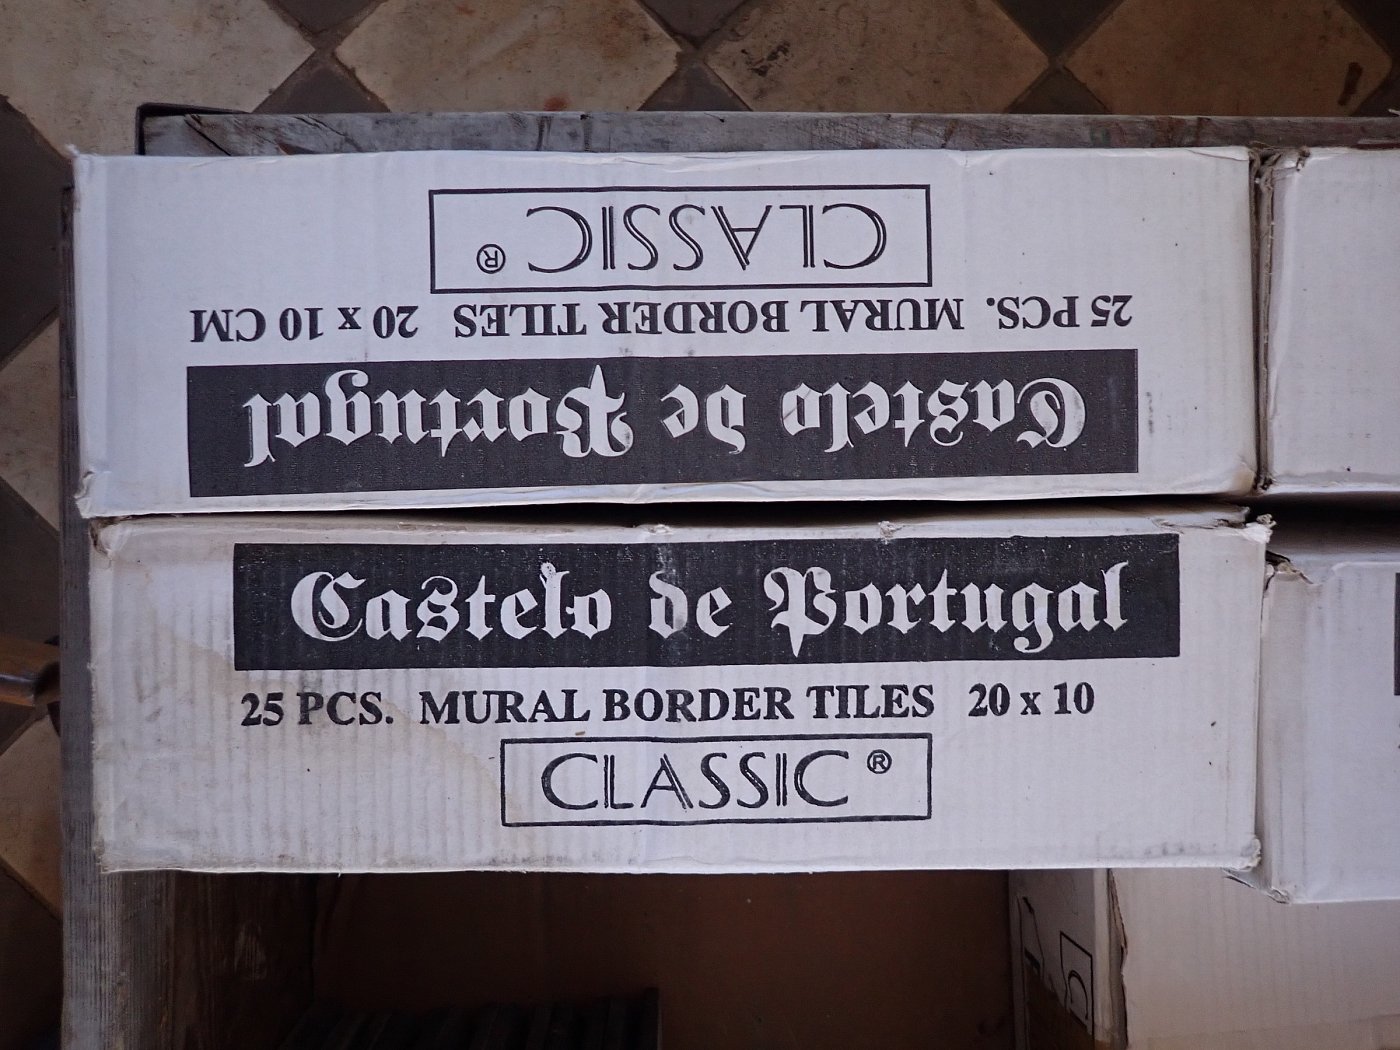 Castelo de Portugal
25 PCS. MURAL BORDER TILES 20 x 10 CM
CLASSIC ®
Castelo de Portugal
25 PCS. MURAL BORDER TILES 20 x 10
CLASSIC ®